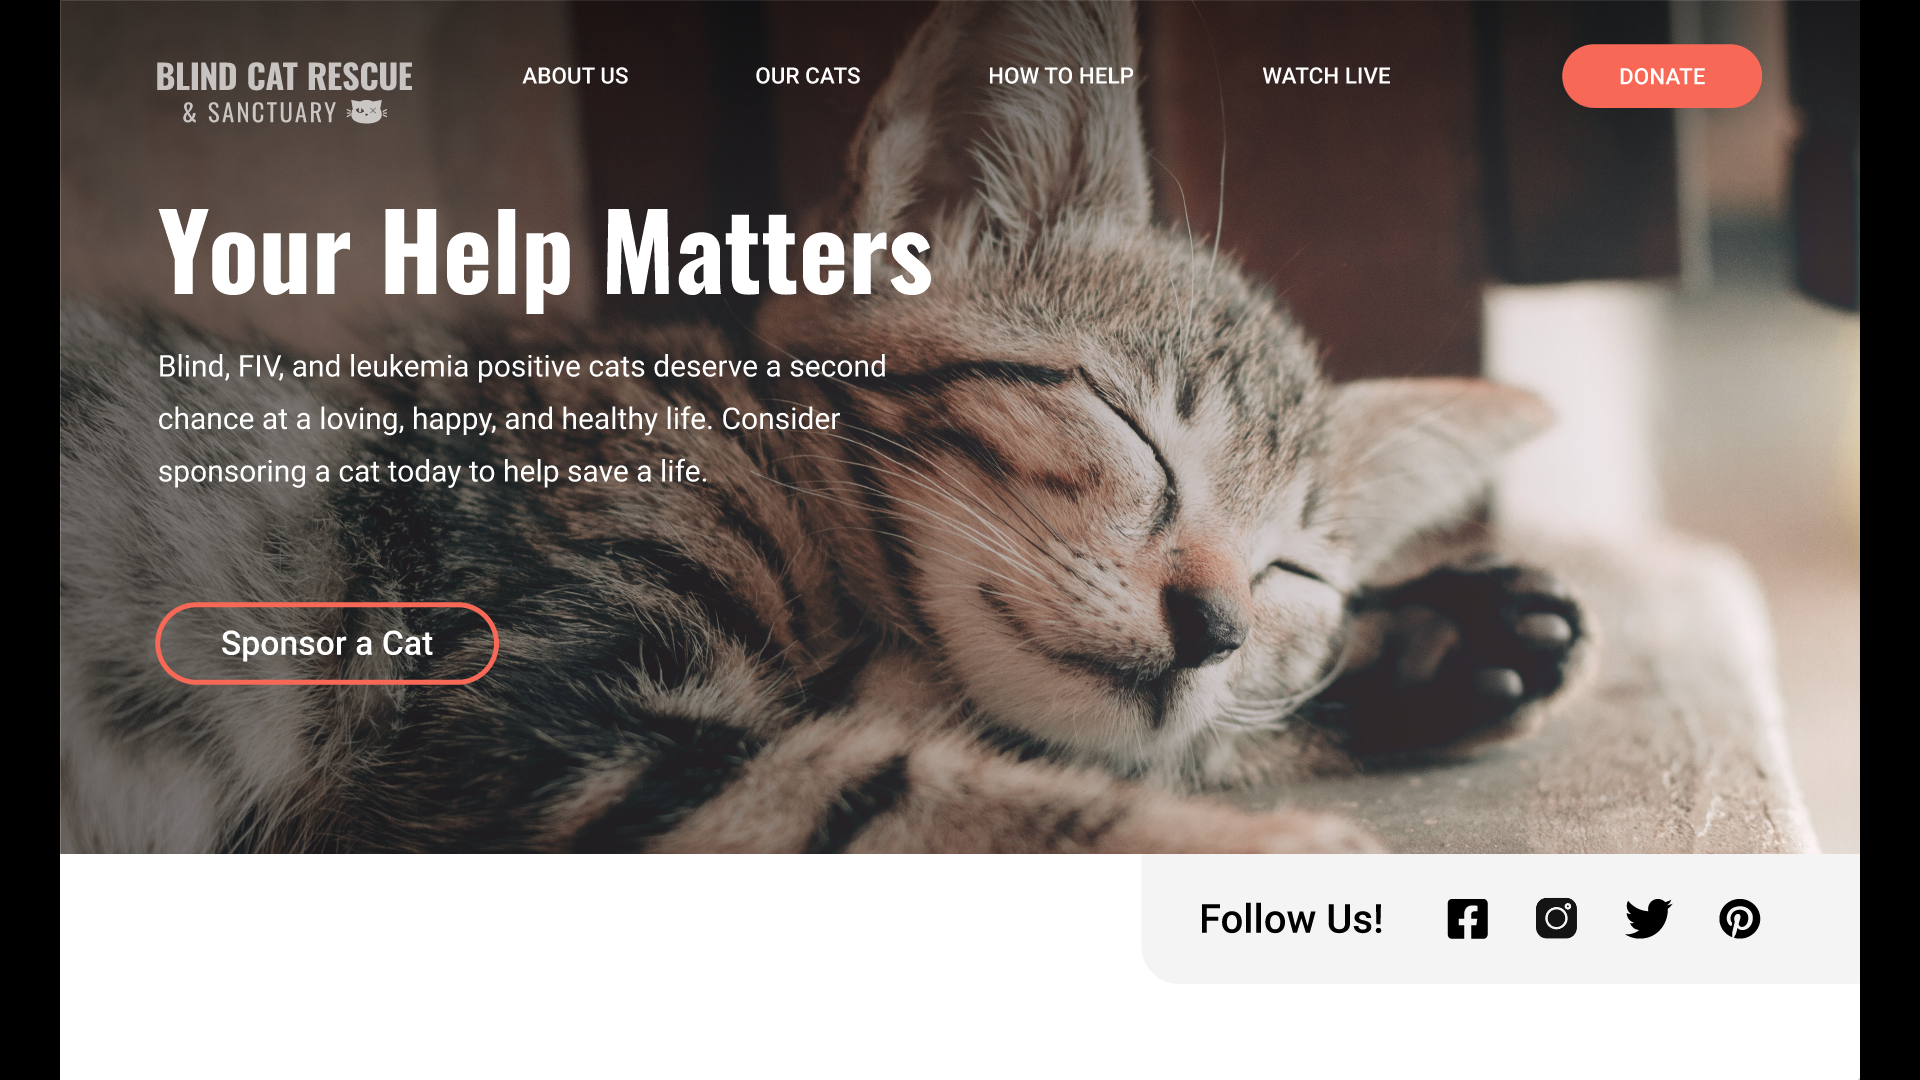 BLIND CAT RESCUE
& SANCTUARY
ABOUT US
OUR CATS
HOW TO HELP
WATCH LIVE
DONATE
Your Help Matters
Blind, FIV, and leukemia positive cats deserve a second
chance at a loving, happy, and healthy life. Consider
sponsoring a cat today to help save a life.
Sponsor a Cat
Follow Us!